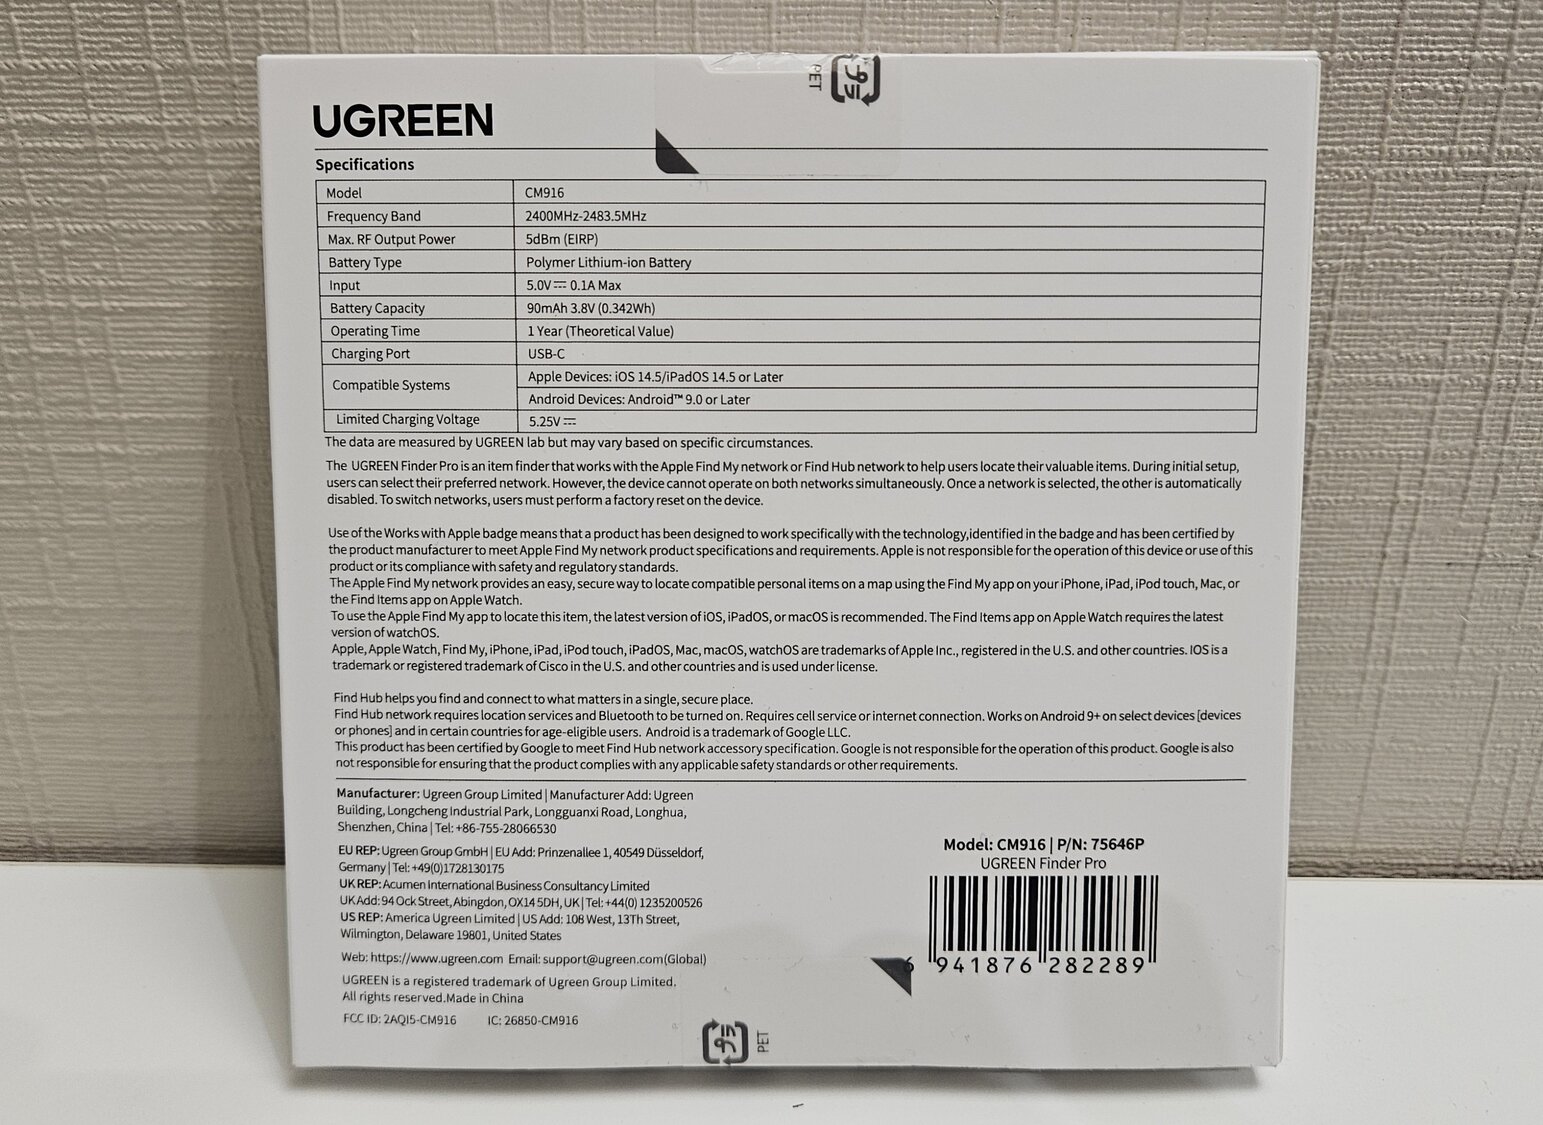 PET
UGREEN
Specifications
Model CM916
Frequency Band 2400MHz-2483.5MHz
Max. RF Output Power 5dBm (EIRP)
Battery Type Polymer Lithium-ion Battery
Input 5.0V⎓ 0.1A Max
Battery Capacity 90mAh 3.8V (0.342Wh)
Operating Time 1 Year (Theoretical Value)
Charging Port USB-C
Compatible Systems Apple Devices: iOS 14.5/iPadOS 14.5 or Later
Android Devices: Android™ 9.0 or Later
Limited Charging Voltage 5.25V⎓
The data are measured by UGREEN lab but may vary based on specific circumstances.
The UGREEN Finder Pro is an item finder that works with the Apple Find My network or Find Hub network to help users locate their valuable items. During initial setup,
users can select their preferred network. However, the device cannot operate on both networks simultaneously. Once a network is selected, the other is automatically
disabled. To switch networks, users must perform a factory reset on the device.
Use of the Works with Apple badge means that a product has been designed to work specifically with the technology,identified in the badge and has been certified by
the product manufacturer to meet Apple Find My network product specifications and requirements. Apple is not responsible for the operation of this device or use of this
product or its compliance with safety and regulatory standards.
The Apple Find My network provides an easy, secure way to locate compatible personal items on a map using the Find My app on your iPhone, iPad, iPod touch, Mac, or
the Find Items app on Apple Watch.
To use the Apple Find My app to locate this item, the latest version of iOS, iPadOS, or macOS is recommended. The Find Items app on Apple Watch requires the latest
version of watchOS.
Apple, Apple Watch, Find My, iPhone, iPad, iPod touch, iPadOS, Mac, macOS, watchOS are trademarks of Apple Inc., registered in the U.S. and other countries. IOS is a
trademark or registered trademark of Cisco in the U.S. and other countries and is used under license.
Find Hub helps you find and connect to what matters in a single, secure place.
Find Hub network requires location services and Bluetooth to be turned on. Requires cell service or internet connection. Works on Android 9+ on select devices [devices
or phones] and in certain countries for age-eligible users. Android is a trademark of Google LLC.
This product has been certified by Google to meet Find Hub network accessory specification. Google is not responsible for the operation of this product. Google is also
not responsible for ensuring that the product complies with any applicable safety standards or other requirements.
Manufacturer: Ugreen Group Limited | Manufacturer Add: Ugreen
Building, Longcheng Industrial Park, Longguanxi Road, Longhua,
Shenzhen, China | Tel: +86-755-28066530
EU REP: Ugreen Group GmbH | EU Add: Prinzenallee 1, 40549 Düsseldorf,
Germany | Tel: +49(0)1728130175
UK REP: Acumen International Business Consultancy Limited
UK Add: 94 Ock Street, Abingdon, OX14 5DH, UK | Tel: +44(0) 1235200526
US REP: America Ugreen Limited | US Add: 108 West, 13Th Street,
Wilmington, Delaware 19801, United States
Web: https://www.ugreen.com Email: support@ugreen.com(Global)
UGREEN is a registered trademark of Ugreen Group Limited.
All rights reserved.Made in China
FCC ID: 2AQI5-CM916 IC: 26850-CM916
Model: CM916 | P/N: 75646P
UGREEN Finder Pro
6 941876 282289
PET